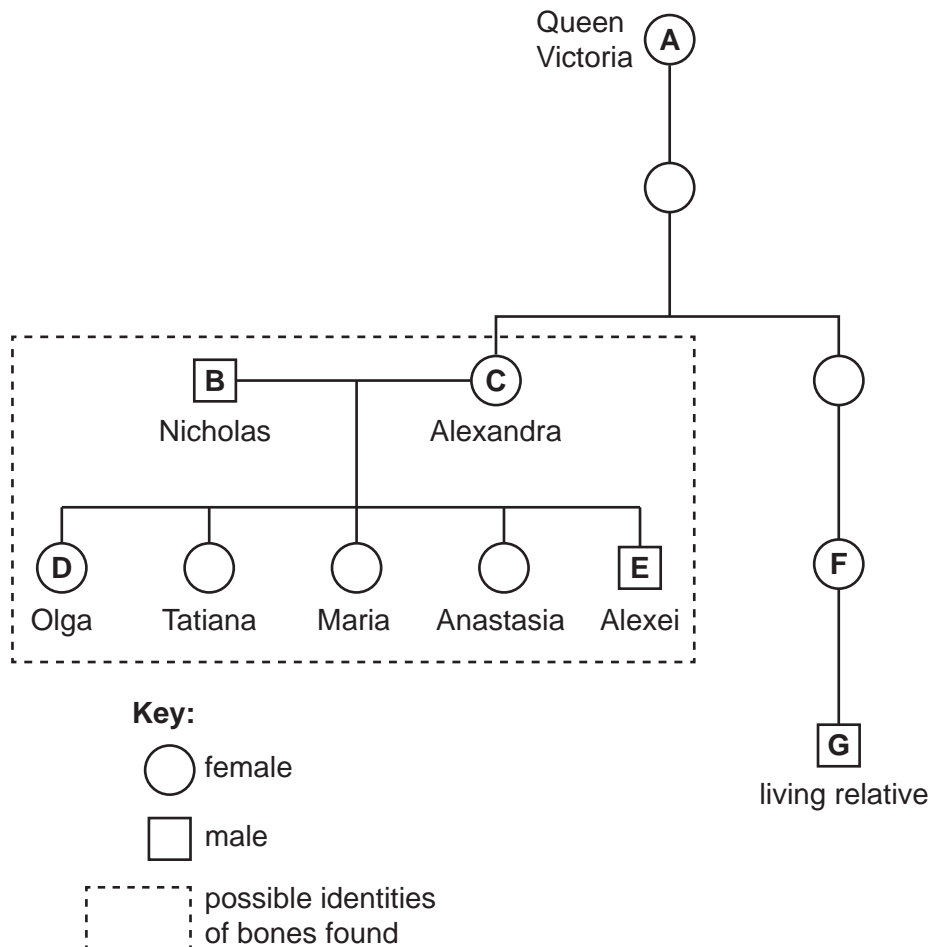 Queen
Victoria
A
B
C
Nicholas
Alexandra
D
E
F
Olga
Tatiana
Maria
Anastasia
Alexei
G
living relative
Key:
female
male
possible identities
of bones found